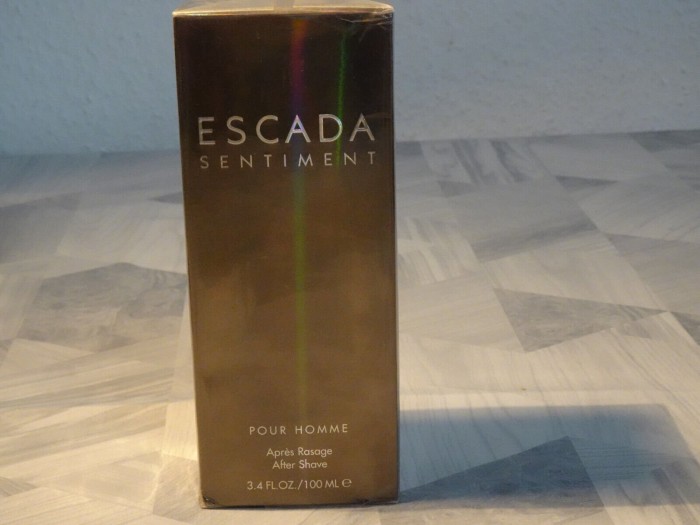 ESCADA
SENTIMENT
POUR HOMME
Après Rasage
After Shave
3.4 FL.OZ./100 ML ℮